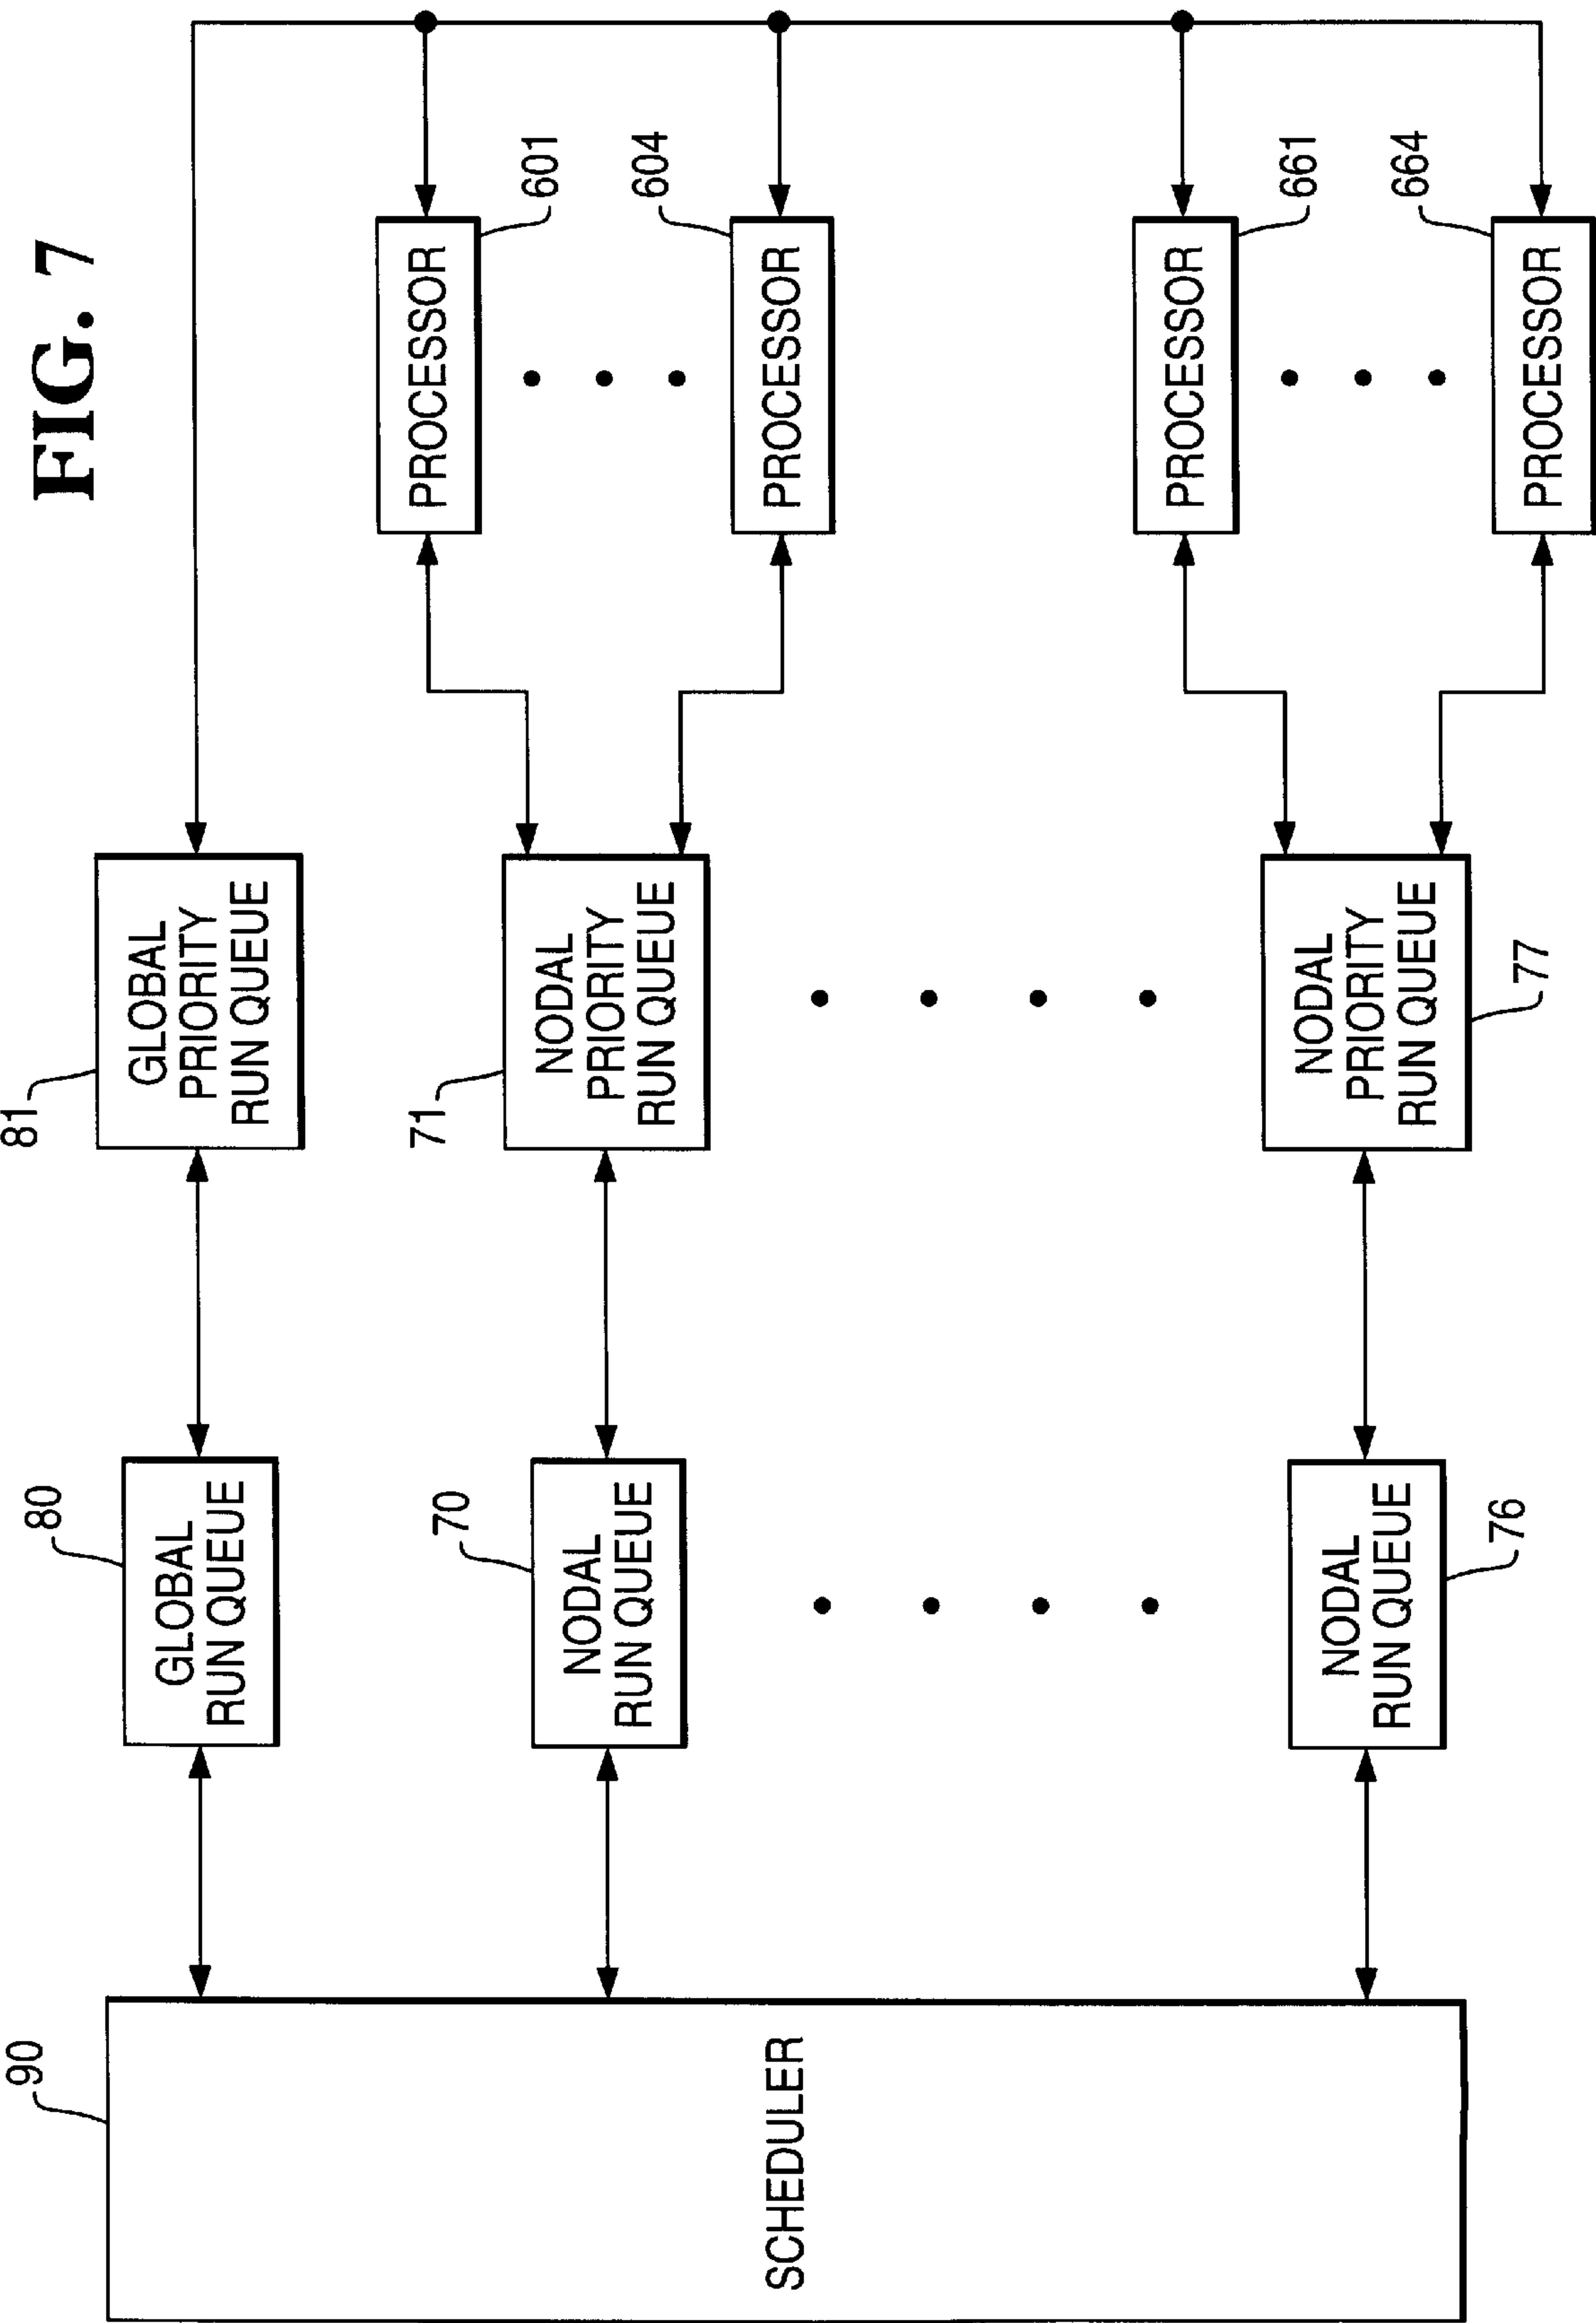 FIG. 7
90
SCHEDULER
80
GLOBAL
RUN QUEUE
81
GLOBAL
PRIORITY
RUN QUEUE
70
NODAL
RUN QUEUE
71
NODAL
PRIORITY
RUN QUEUE
PROCESSOR
601
604
PROCESSOR
NODAL
RUN QUEUE
76
NODAL
PRIORITY
RUN QUEUE
77
PROCESSOR
661
664
PROCESSOR